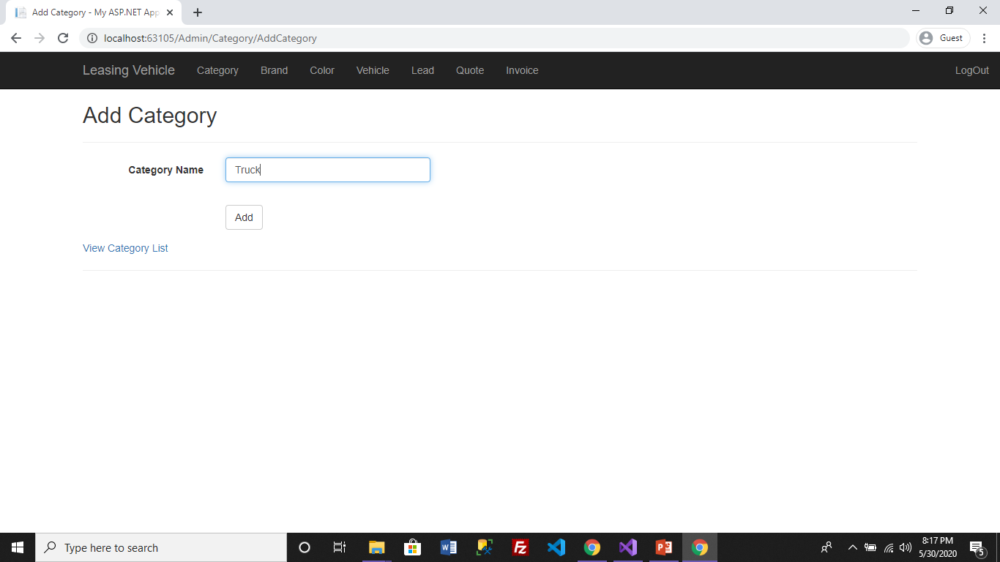 Add Category - My ASP.NET App
localhost:63105/Admin/Category/AddCategory
Guest
Leasing Vehicle Category Brand Color Vehicle Lead Quote Invoice LogOut
Add Category
Category Name Truck
Add
View Category List
Type here to search
8:17 PM
5/30/2020
5